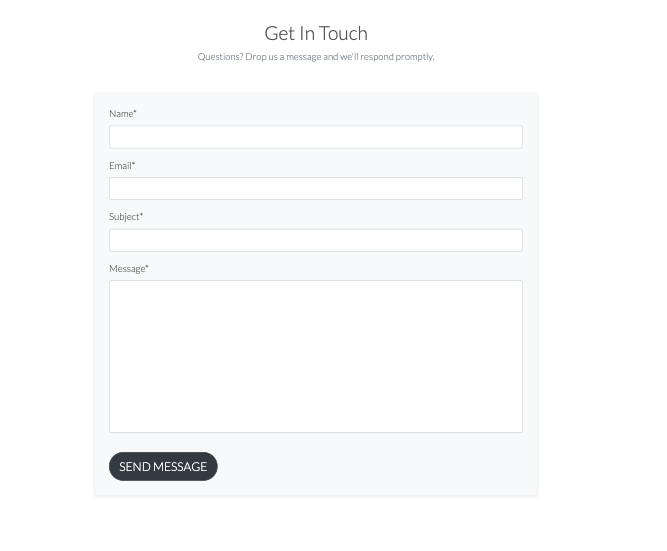 Get In Touch
Questions? Drop us a message and we'll respond promptly.
Name*
Email*
Subject*
Message*
SEND MESSAGE